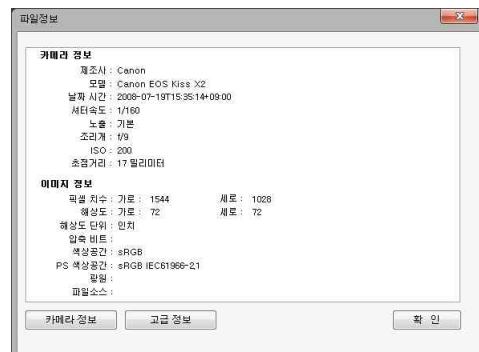 파일정보
카메라 정보
제조사 : Canon
모델 : Canon EOS Kiss X2
날짜 시간 : 2008-07-19T15:35:14+09:00
셔터속도 : 1/160
노출 : 기본
조리개 : f/9
ISO : 200
초점거리 : 17 밀리미터
이미지 정보
픽셀 치수 : 가로 : 1544 세로 : 1028
해상도 : 가로 : 72 세로 : 72
해상도 단위 : 인치
압축 비트 :
색상공간 : sRGB
PS 색상공간 : sRGB IEC61966-2,1
광원 :
파일소스 :
카메라 정보 고급 정보 확 인